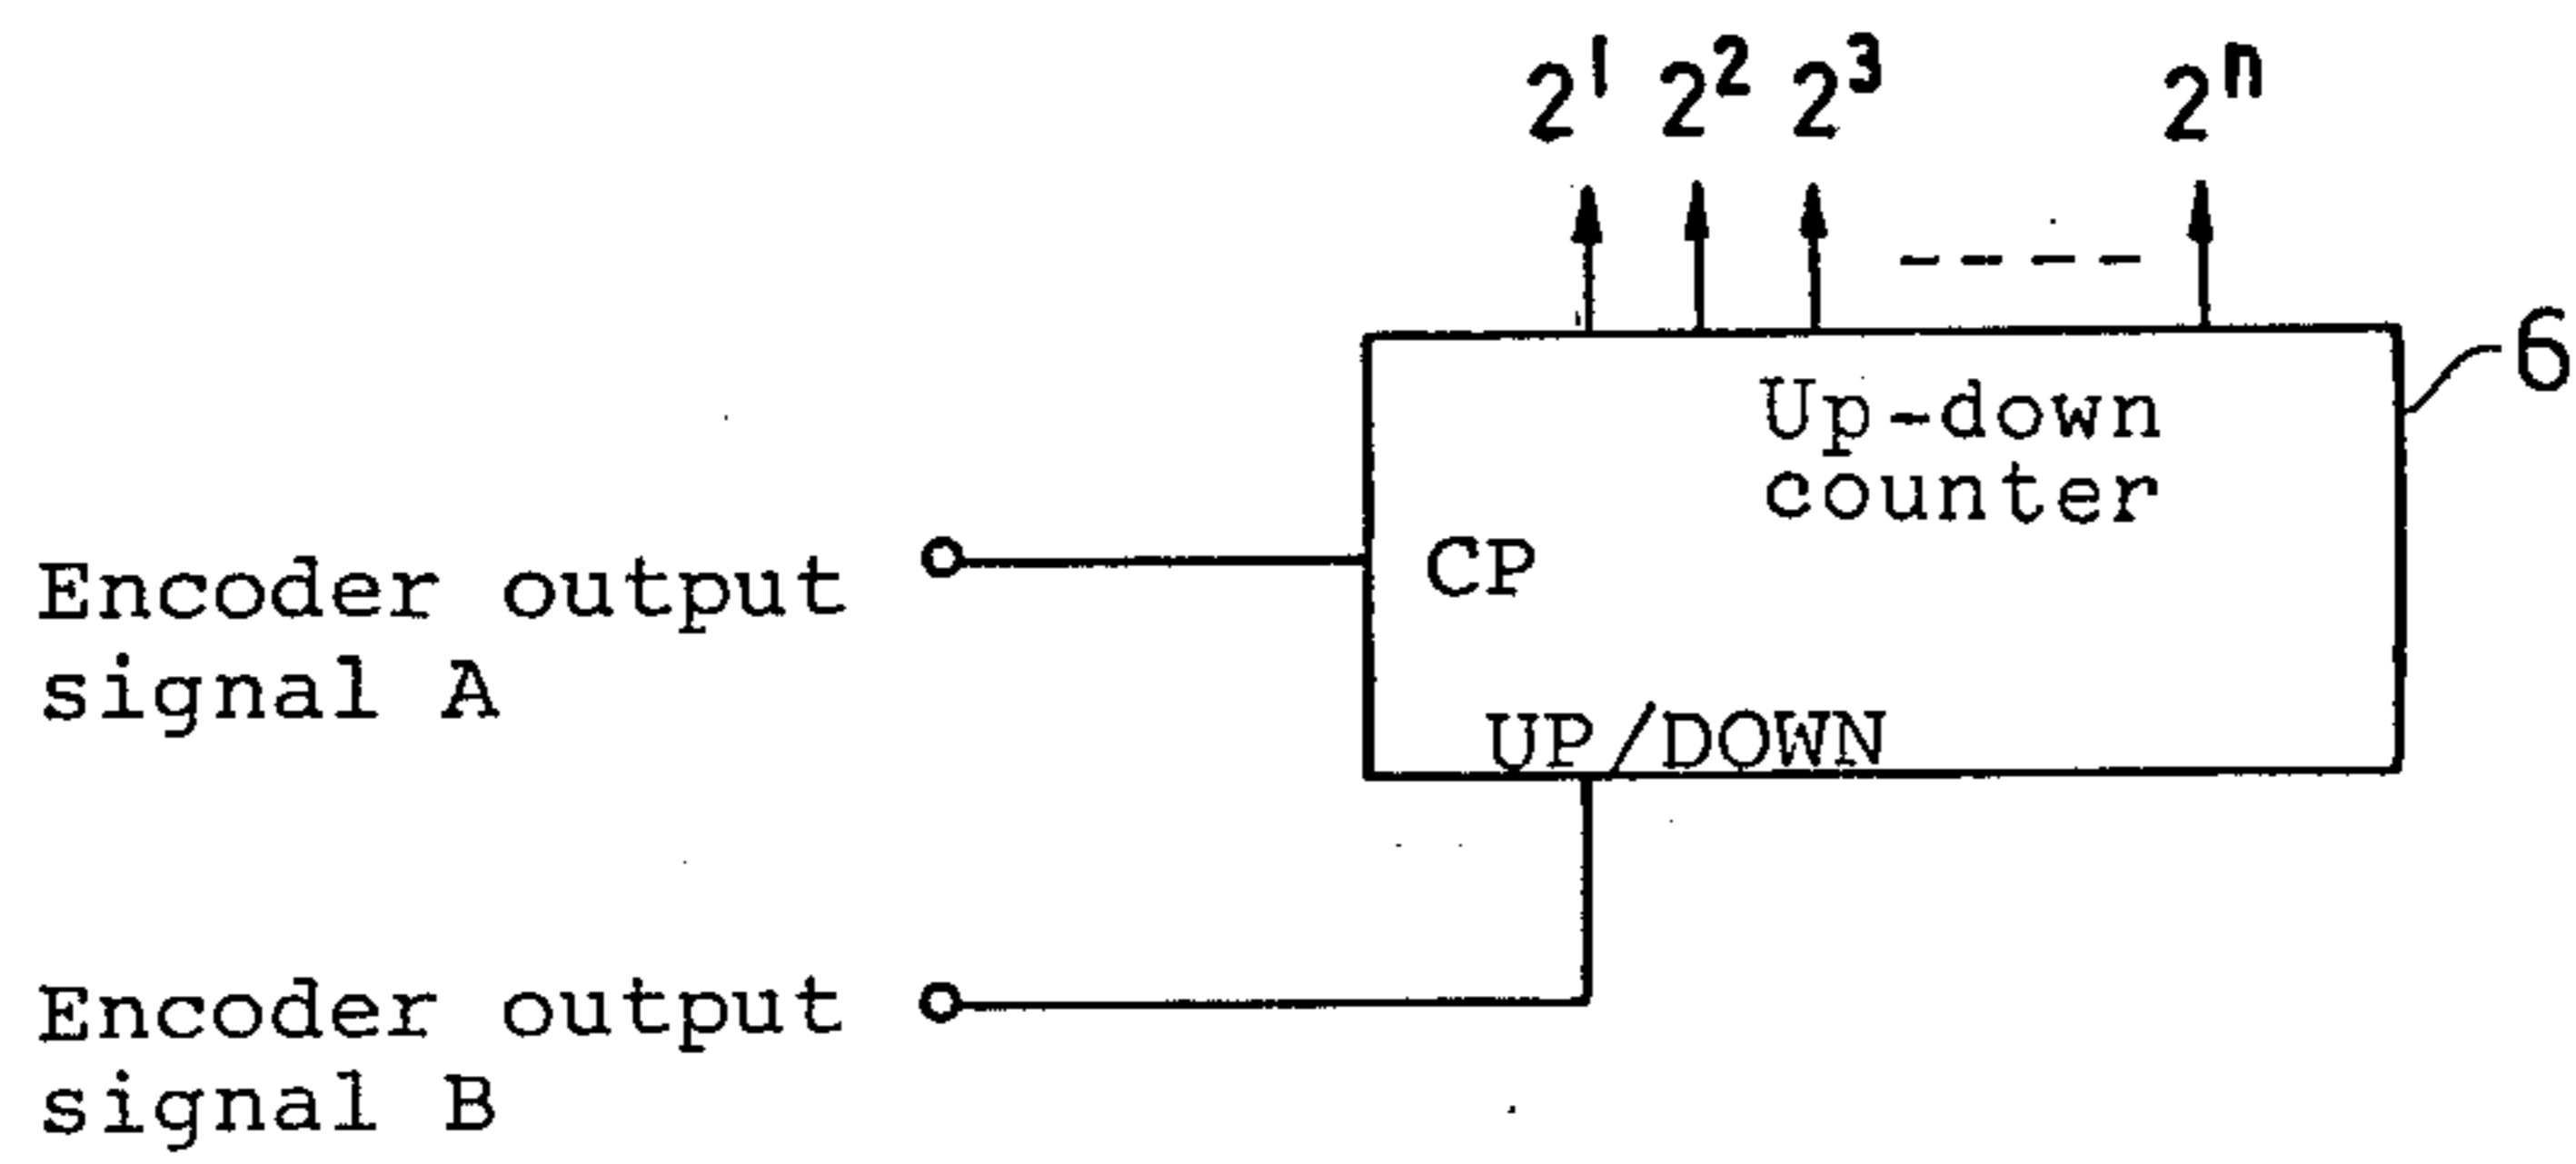 2¹ 2² 2³ ---- 2ⁿ
6
Up-down
counter
CP
Encoder output
signal A
UP/DOWN
Encoder output
signal B